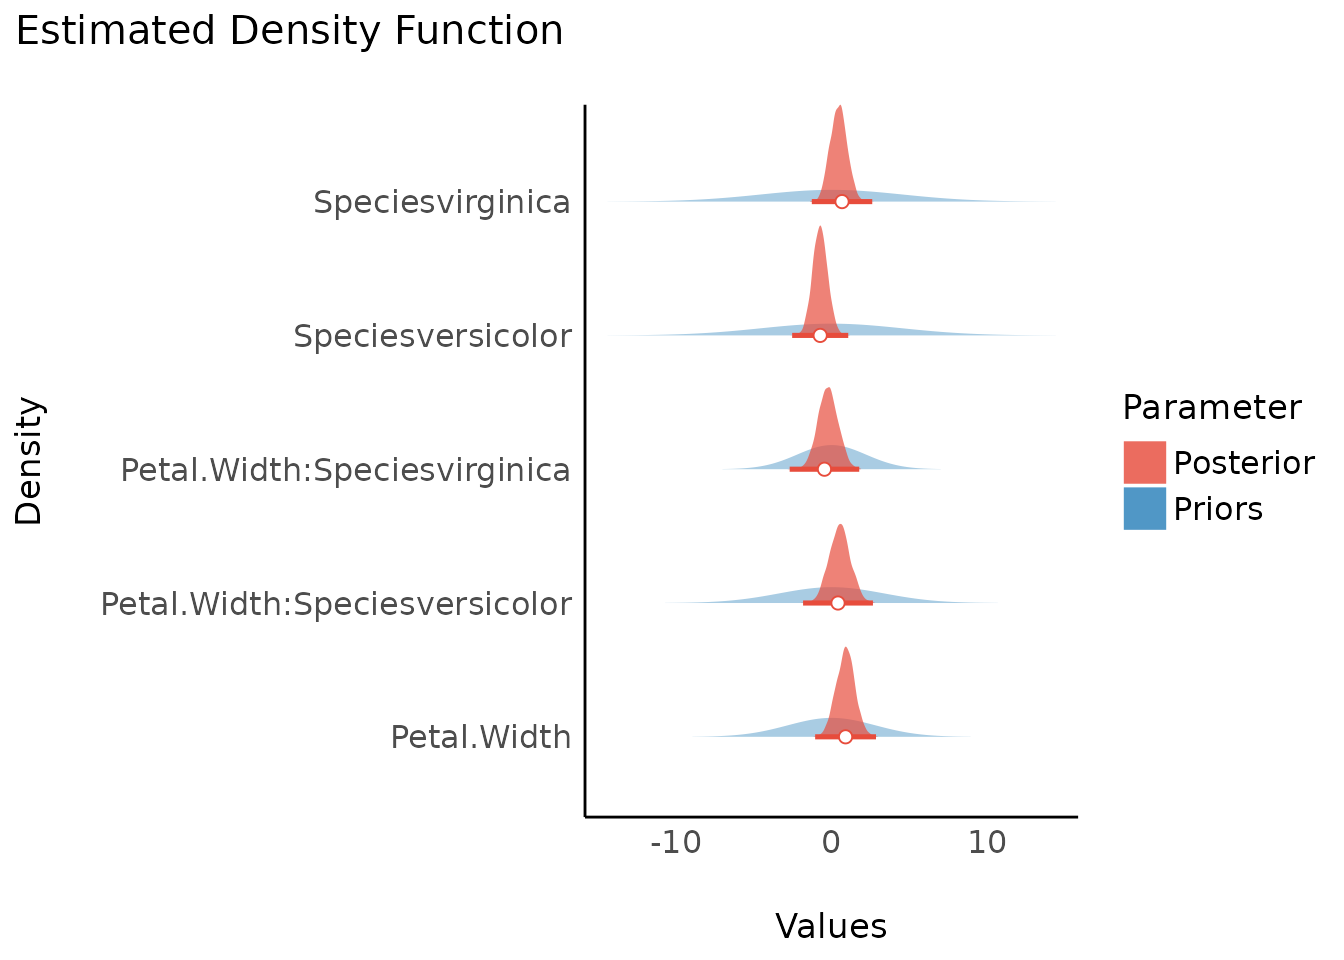 Estimated Density Function
Speciesvirginica
Speciesversicolor
Petal.Width:Speciesvirginica
Petal.Width:Speciesversicolor
Petal.Width
Density
-10 0 10
Values
Parameter
Posterior
Priors